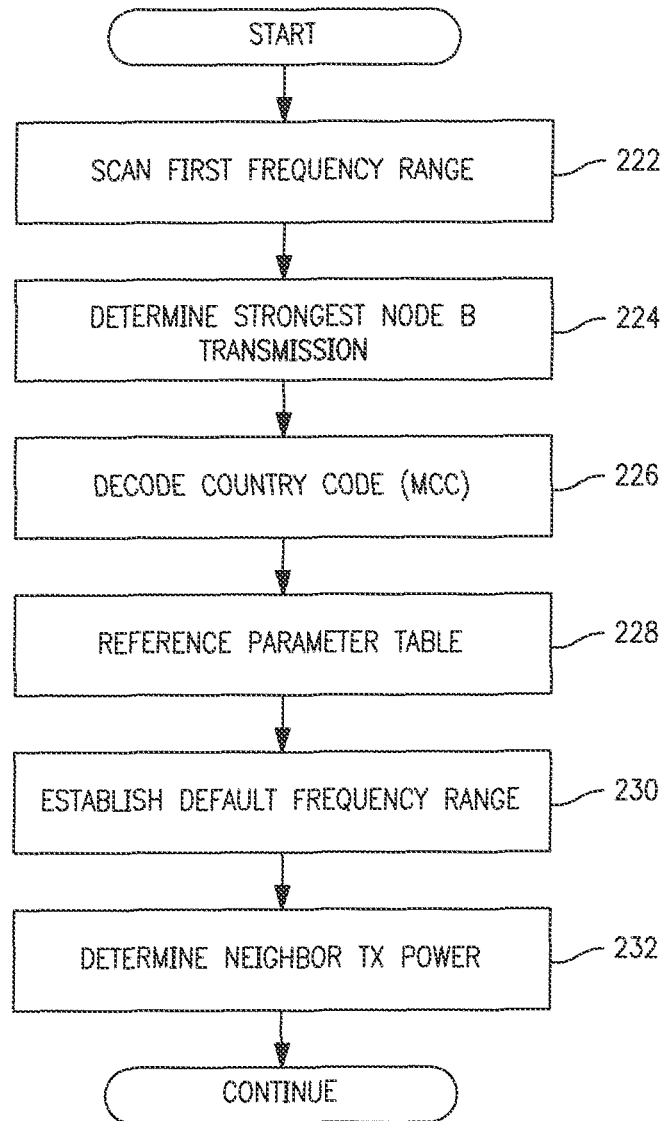 START
SCAN FIRST FREQUENCY RANGE
222
DETERMINE STRONGEST NODE B
TRANSMISSION
224
DECODE COUNTRY CODE (MCC)
226
REFERENCE PARAMETER TABLE
228
ESTABLISH DEFAULT FREQUENCY RANGE
230
DETERMINE NEIGHBOR TX POWER
232
CONTINUE